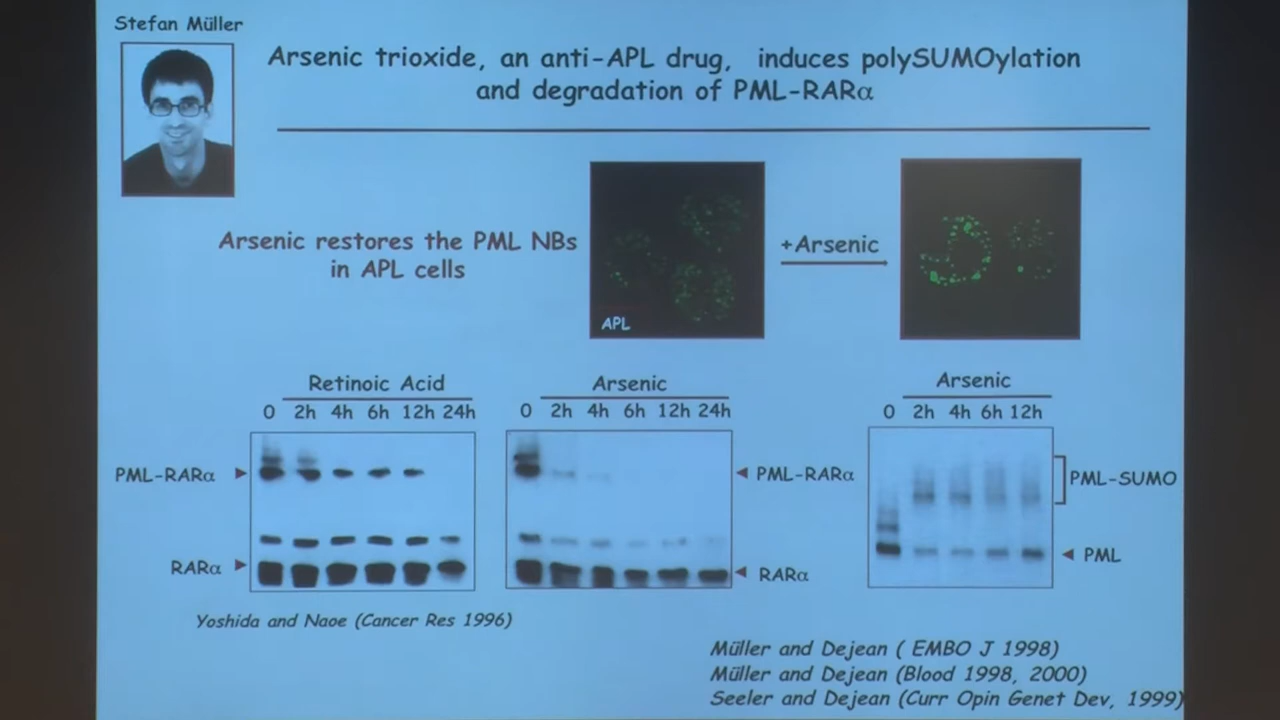 Stefan Müller
Arsenic trioxide, an anti-APL drug, induces polySUMOylation
and degradation of PML-RARα
Arsenic restores the PML NBs
in APL cells
APL
+Arsenic
Retinoic Acid
0 2h 4h 6h 12h 24h
PML-RARα
RARα
Arsenic
0 2h 4h 6h 12h 24h
PML-RARα
RARα
Arsenic
0 2h 4h 6h 12h
PML-SUMO
PML
Yoshida and Naoe (Cancer Res 1996)
Müller and Dejean ( EMBO J 1998)
Müller and Dejean (Blood 1998, 2000)
Seeler and Dejean (Curr Opin Genet Dev, 1999)